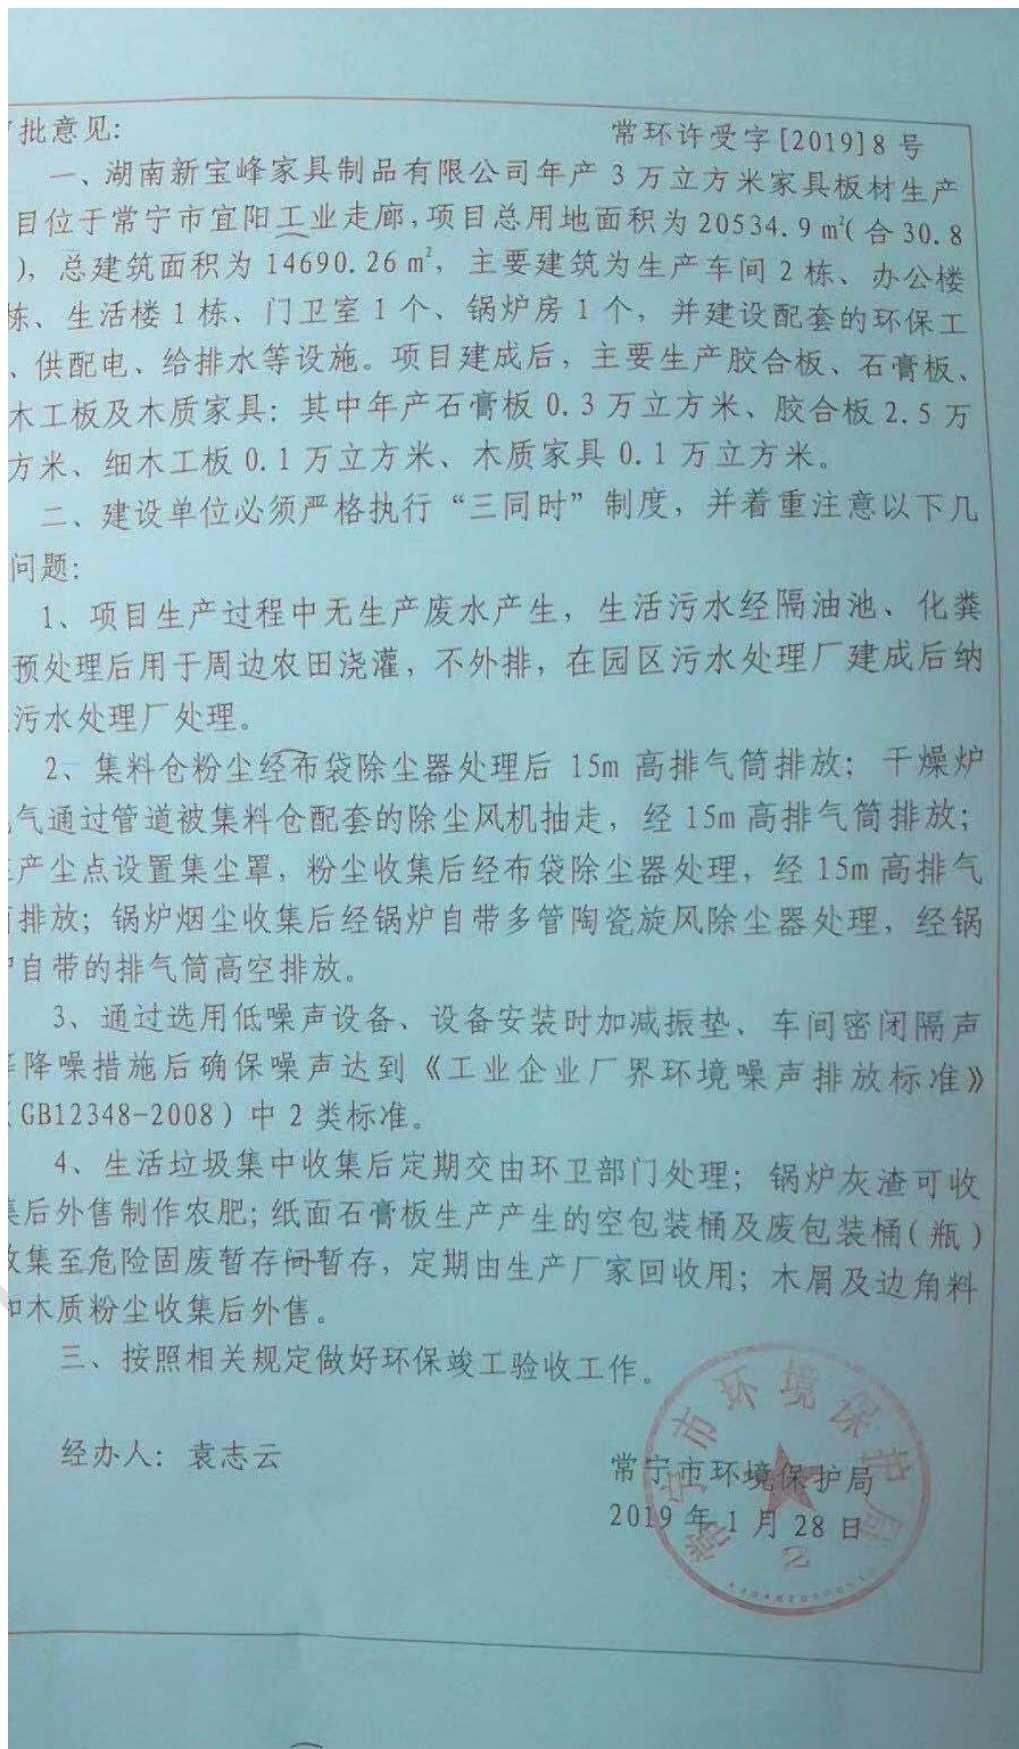 批意见:
常环许受字[2019]8号
一、湖南新宝峰家具制品有限公司年产3万立方米家具板材生产
目位于常宁市宜阳工业走廊,项目总用地面积为20534.9㎡(合30.8
),总建筑面积为14690.26㎡,主要建筑为生产车间2栋、办公楼
栋、生活楼1栋、门卫室1个、锅炉房1个,并建设配套的环保工
、供配电、给排水等设施。项目建成后,主要生产胶合板、石膏板、
木工板及木质家具;其中年产石膏板0.3万立方米、胶合板2.5万
方米、细木工板0.1万立方米、木质家具0.1万立方米。
二、建设单位必须严格执行“三同时”制度,并着重注意以下几
问题:
1、项目生产过程中无生产废水产生,生活污水经隔油池、化粪
预处理后用于周边农田浇灌,不外排,在园区污水处理厂建成后纳
污水处理厂处理。
2、集料仓粉尘经布袋除尘器处理后 15m高排气筒排放;干燥炉
气通过管道被集料仓配套的除尘风机抽走,经15m高排气筒排放;
产尘点设置集尘罩,粉尘收集后经布袋除尘器处理,经15m高排气
排放;锅炉烟尘收集后经锅炉自带多管陶瓷旋风除尘器处理,经锅
自带的排气筒高空排放。
3、通过选用低噪声设备、设备安装时加减振垫、车间密闭隔声
降噪措施后确保噪声达到《工业企业厂界环境噪声排放标准》
(GB12348-2008)中2类标准。
4、生活垃圾集中收集后定期交由环卫部门处理;锅炉灰渣可收
后外售制作农肥;纸面石膏板生产产生的空包装桶及废包装桶(瓶)
收集至危险固废暂存间暂存,定期由生产厂家回收用;木屑及边角料
和木质粉尘收集后外售。
三、按照相关规定做好环保竣工验收工作。
经办人:袁志云
常宁市环境保护局
2019年1月28日
常宁市环境保护局
2